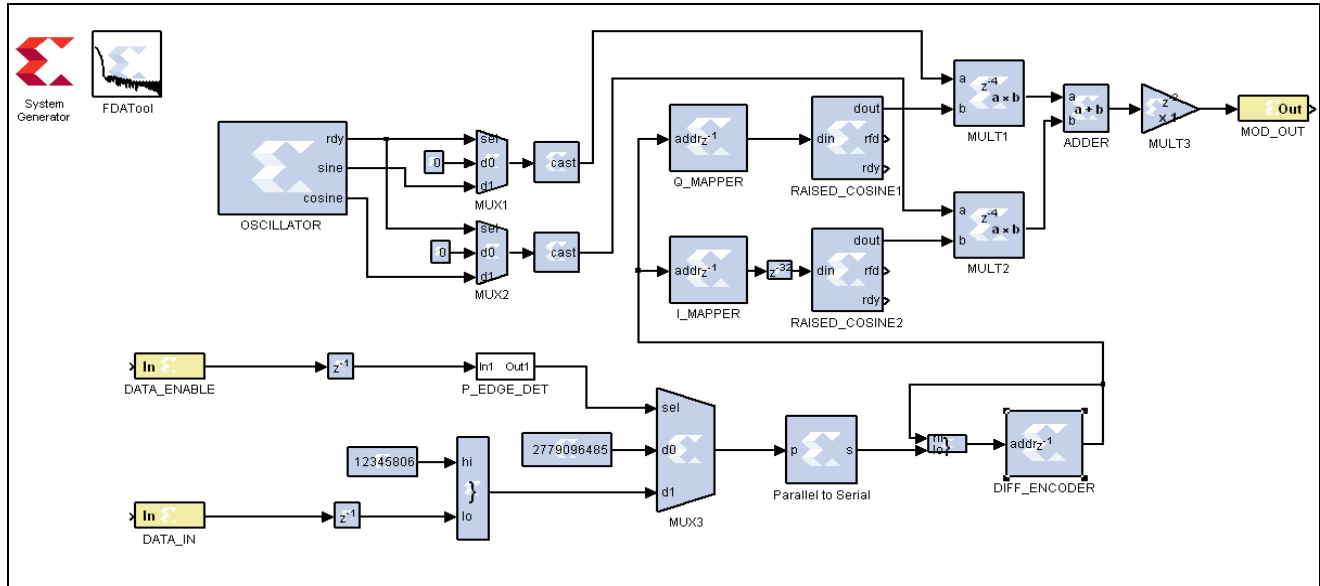 System
Generator
FDATool
rdy
sine
cosine
OSCILLATOR
0
sel
d0
d1
MUX1
cast
0
sel
d0
d1
MUX2
cast
addr z-1
Q_MAPPER
din
dout
rfd
rdy
RAISED_COSINE1
addr z-1
I_MAPPER
z-32
din
dout
rfd
rdy
RAISED_COSINE2
a
b
z-4
a x b
MULT1
a
b
z-4
a x b
MULT2
a
b
a + b
ADDER
x 1
MULT3
Out
MOD_OUT
In
DATA_ENABLE
z-1
In1 Out1
P_EDGE_DET
12345806
hi
lo
}
In
DATA_IN
z-1
2779096485
sel
d0
d1
MUX3
p s
Parallel to Serial
lo
}
addr z-1
DIFF_ENCODER